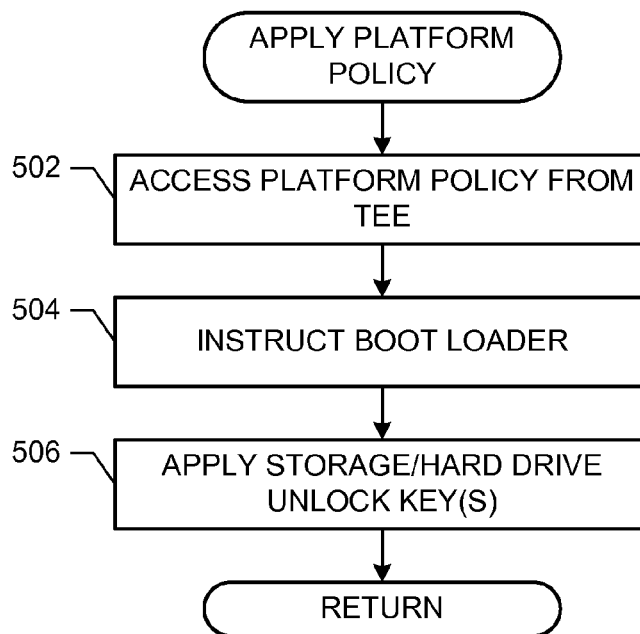 APPLY PLATFORM
POLICY
502
ACCESS PLATFORM POLICY FROM
TEE
504
INSTRUCT BOOT LOADER
506
APPLY STORAGE/HARD DRIVE
UNLOCK KEY(S)
RETURN